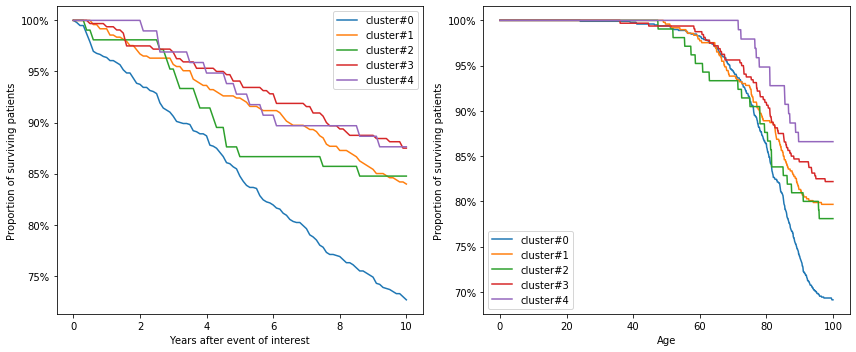 Proportion of surviving patients
100%
95%
90%
85%
80%
75%
0
2
4
6
8
10
Years after event of interest
cluster#0
cluster#1
cluster#2
cluster#3
cluster#4
Proportion of surviving patients
100%
95%
90%
85%
80%
75%
70%
0
20
40
60
80
100
Age
cluster#0
cluster#1
cluster#2
cluster#3
cluster#4